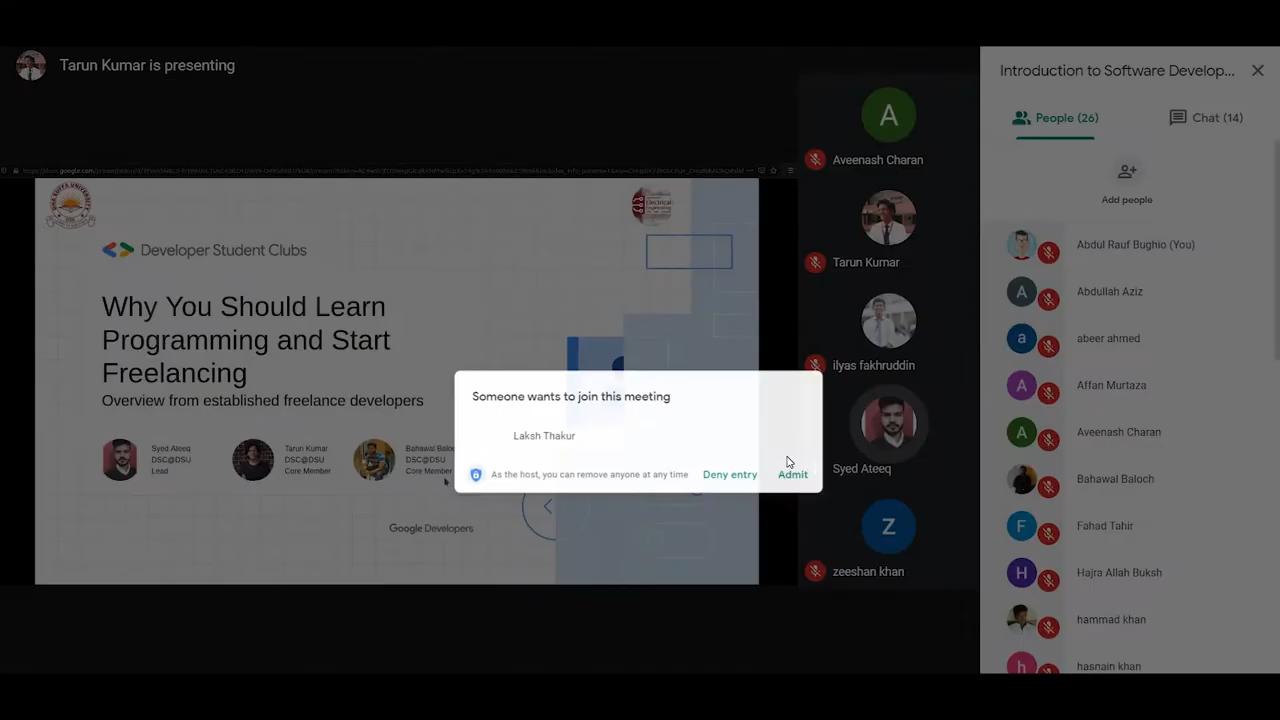 Tarun Kumar is presenting
Developer Student Clubs
Why You Should Learn
Programming and Start
Freelancing
Overview from established freelance developers
Syed Ateeq
DSC@DSU
Lead
Tarun Kumar
DSC@DSU
Core Member
Bahawal Baloch
DSC@DSU
Core Member
Google Developers
Someone wants to join this meeting
Laksh Thakur
As the host, you can remove anyone at any time
Deny entry
Admit
A
Aveenash Charan
Tarun Kumar
ilyas fakhruddin
Syed Ateeq
Z
zeeshan khan
Introduction to Software Develop...
People (26)
Chat (14)
Add people
Abdul Rauf Bughio (You)
A
Abdullah Aziz
a
abeer ahmed
A
Affan Murtaza
A
Aveenash Charan
Bahawal Baloch
F
Fahad Tahir
H
Hajra Allah Buksh
hammad khan
h
hasnain khan